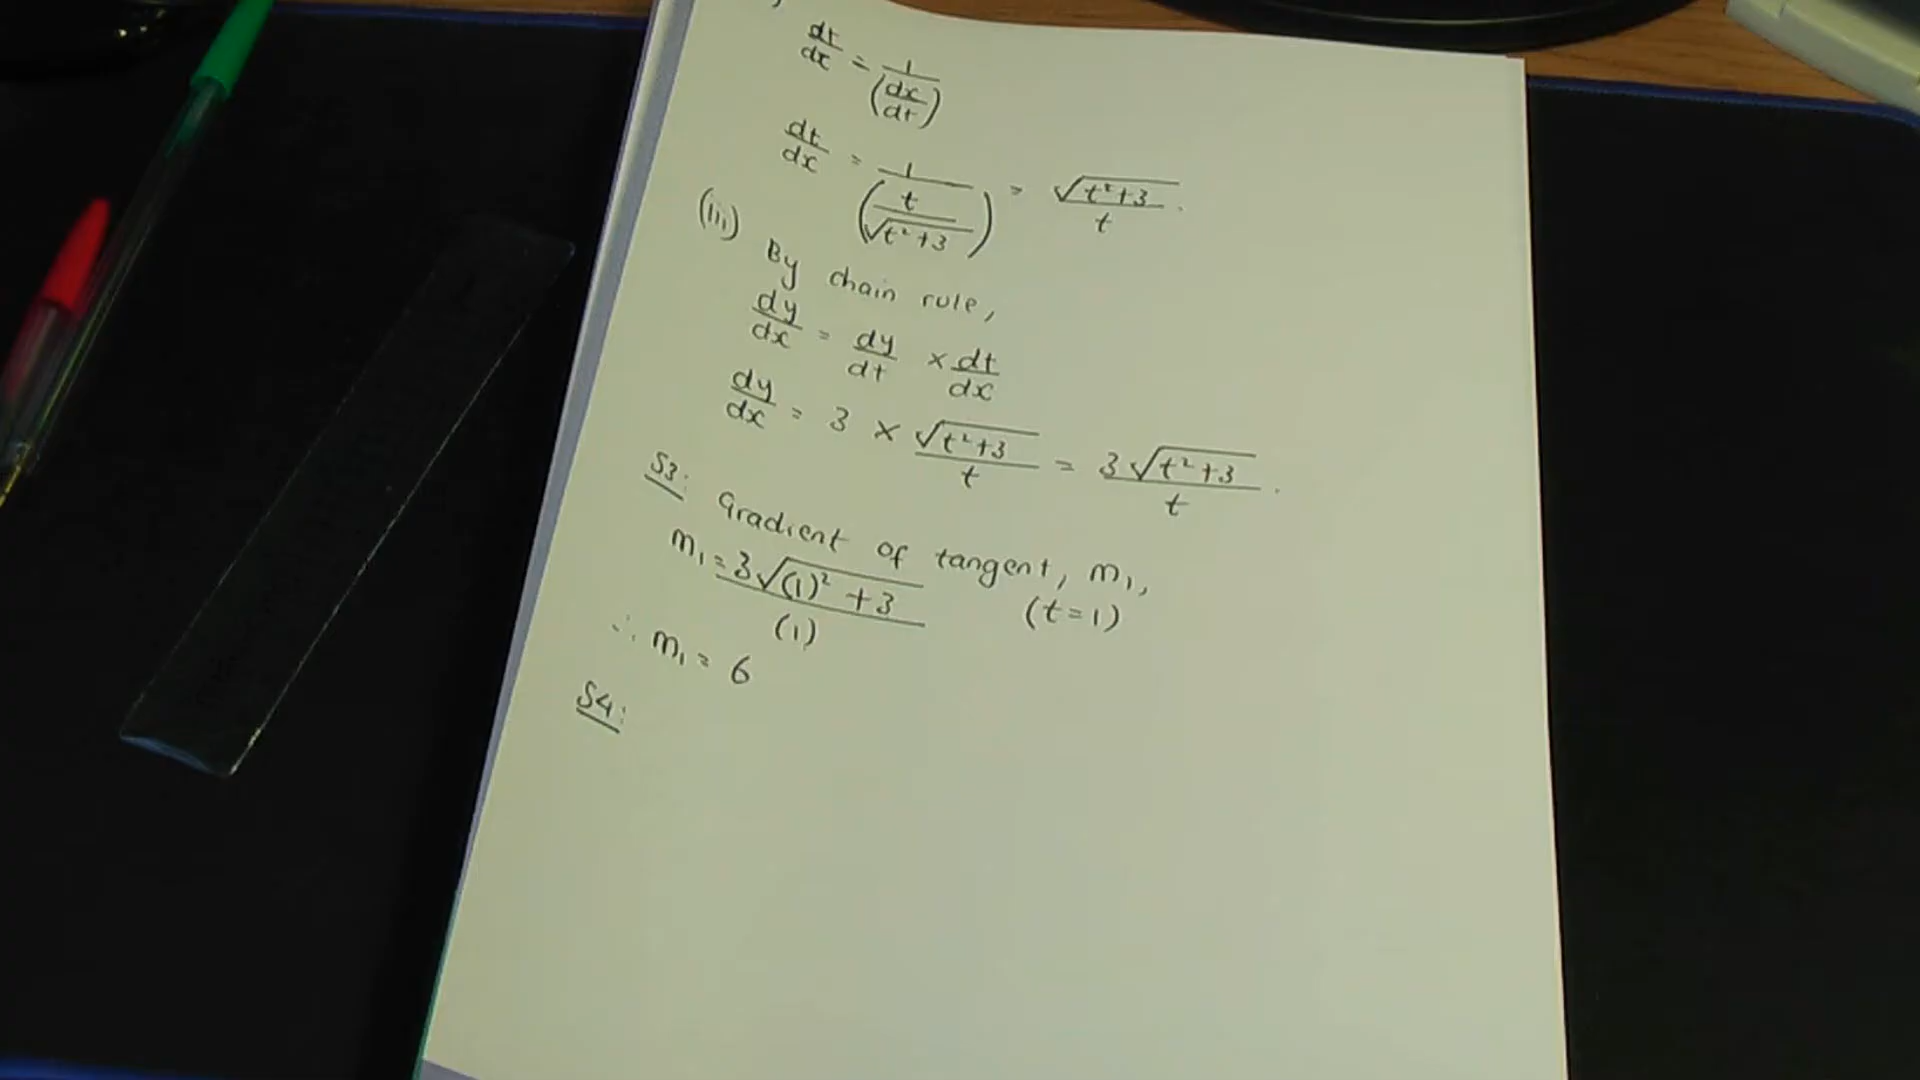 dt/dx = 1/(dx/dt)
dt/dx = 1/(t/√(t²+3)) = √(t²+3)/t.
(iii) By chain rule,
dy/dx = dy/dt × dt/dx
dy/dx = 3 × √(t²+3)/t = 3√(t²+3)/t.
S3: Gradient of tangent, m₁,
m₁ = 3√((1)²+3)/(1) (t=1)
∴ m₁ = 6
S4: